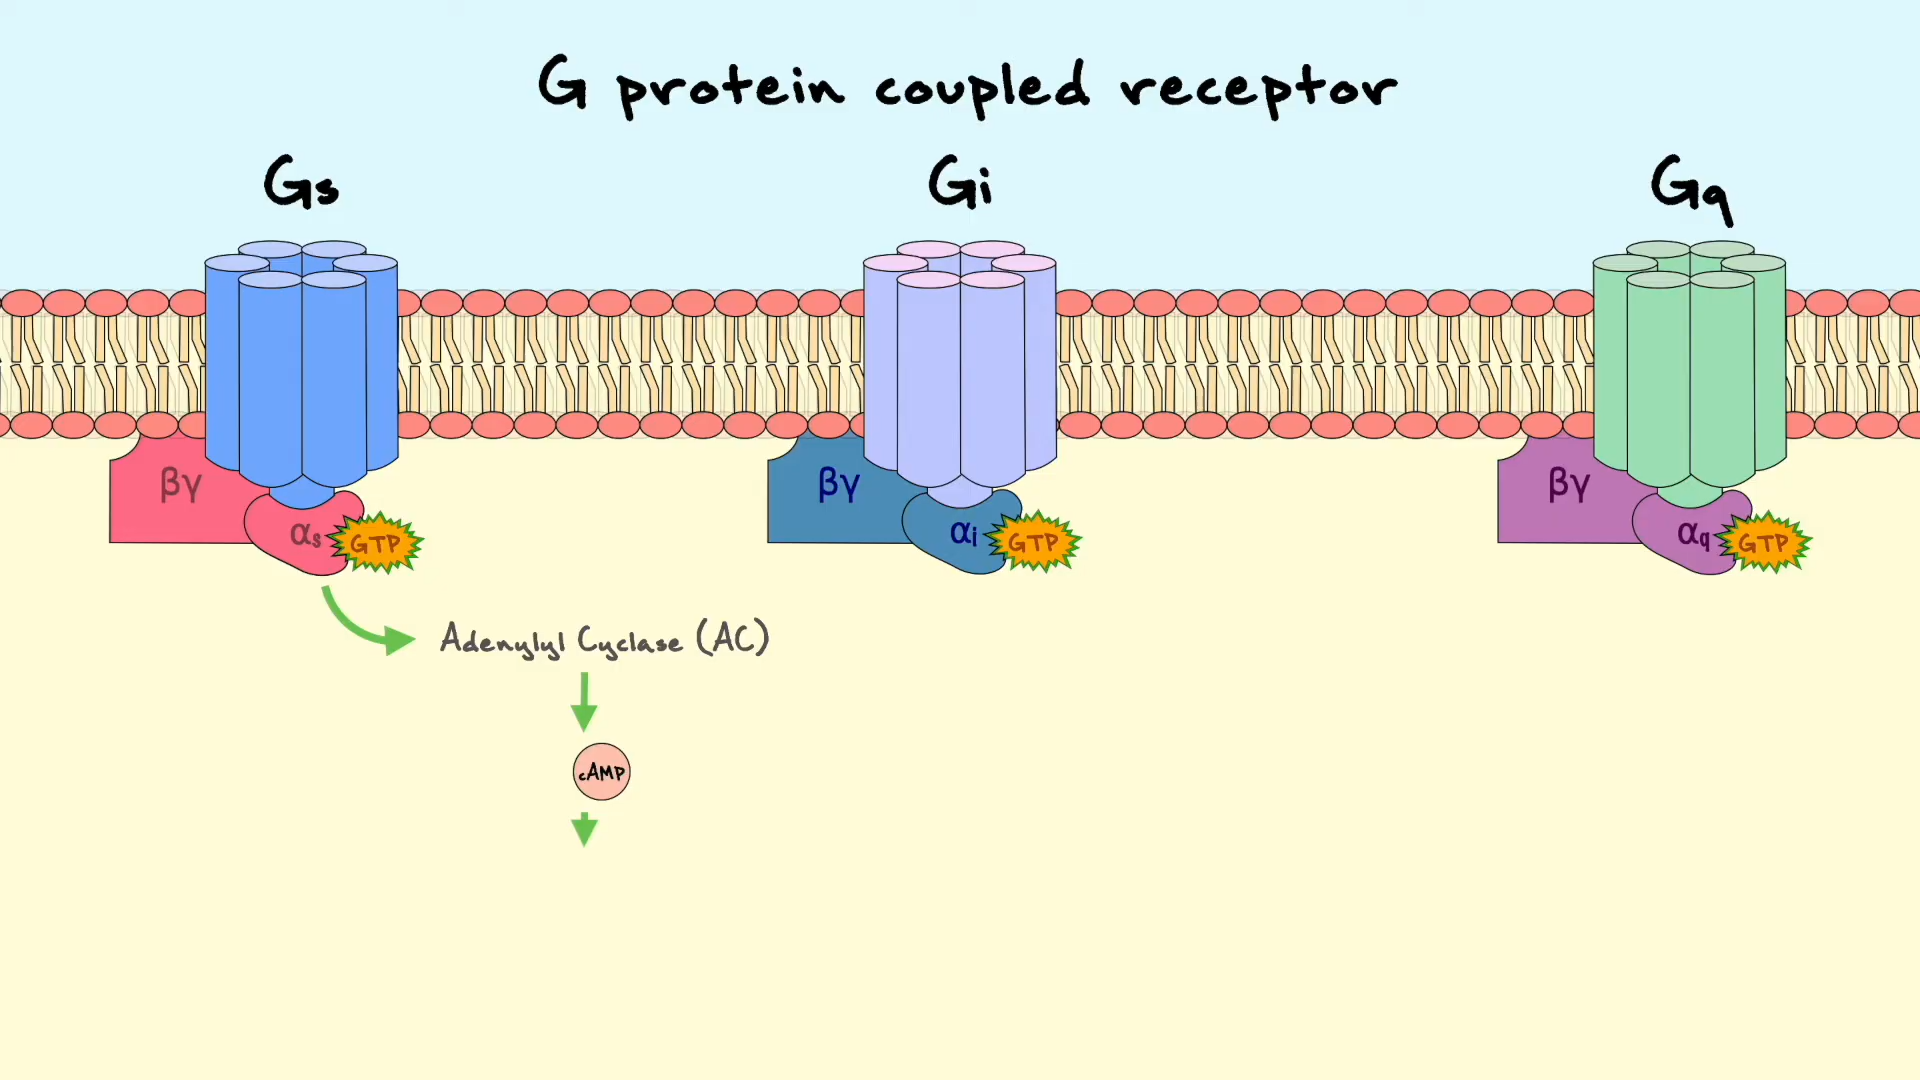 G protein coupled receptor
Gs
Gi
Gq
βγ
αs
GTP
βγ
αi
GTP
βγ
αq
GTP
Adenylyl Cyclase (AC)
cAMP